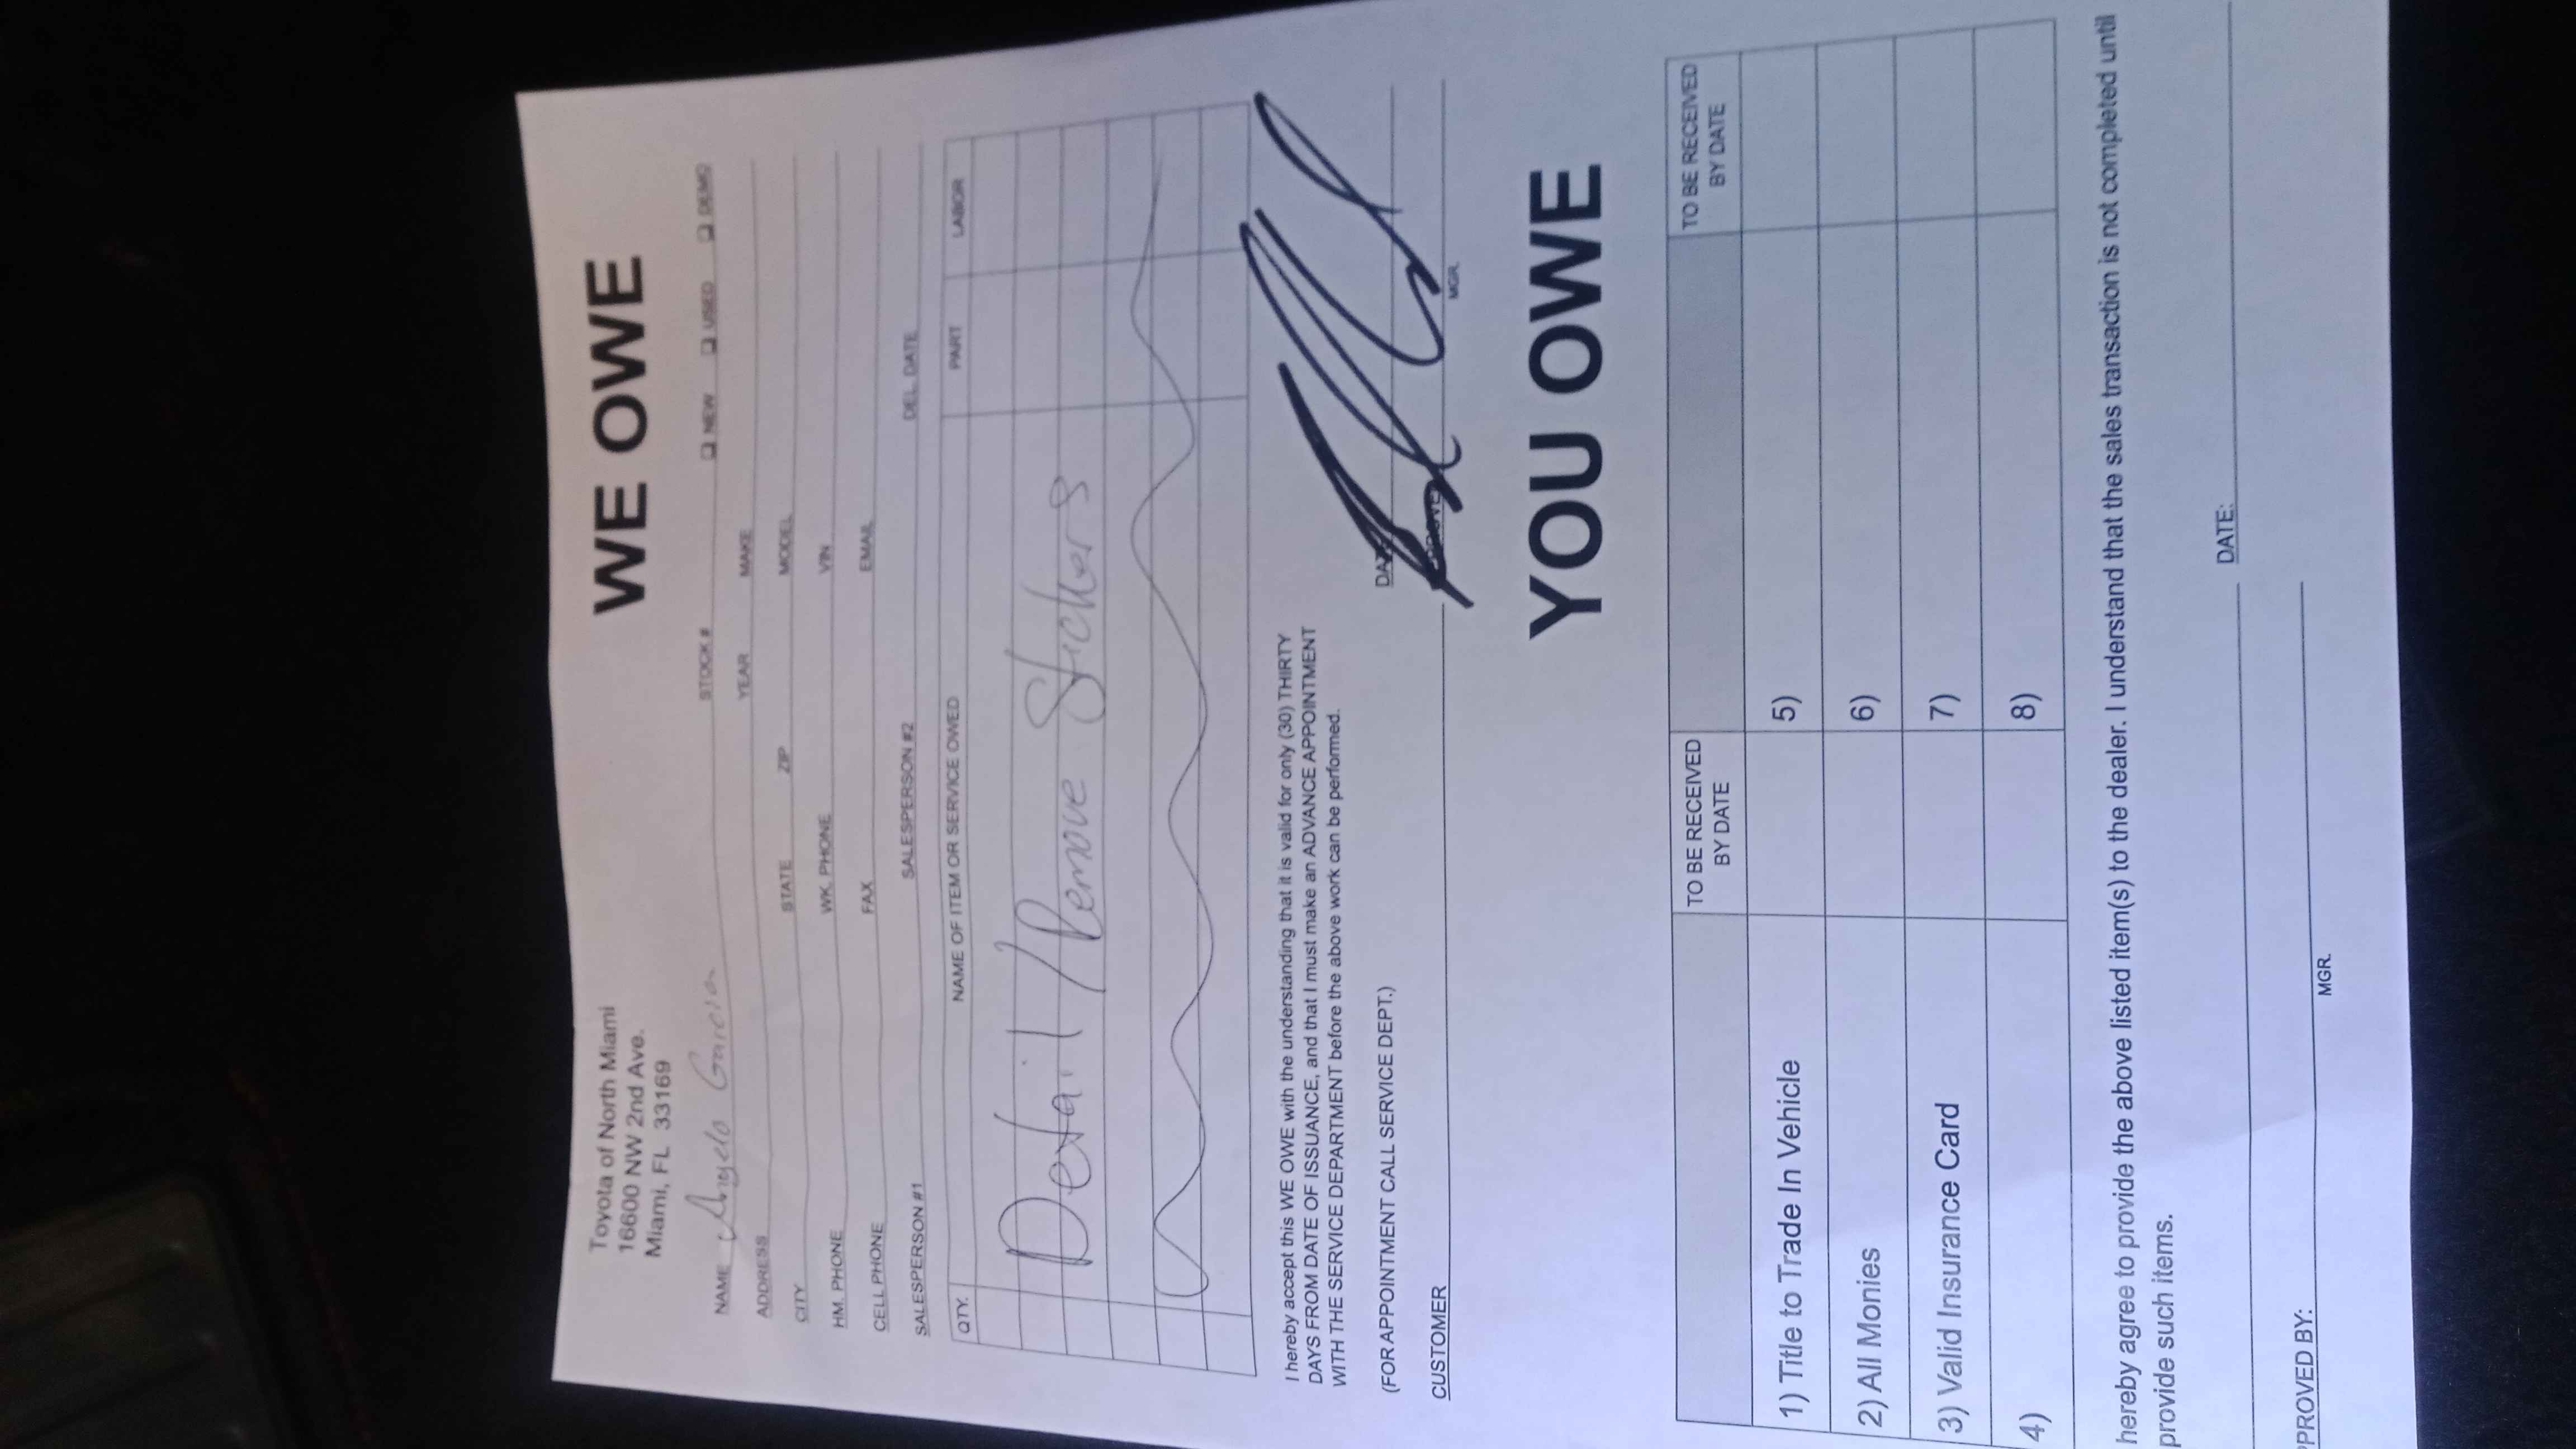 Toyota of North Miami
16600 NW 2nd Ave.
Miami, FL 33169
WE OWE
NAME Angelo Garcia STOCK # ❑ NEW ❑ USED ❑ DEMO
ADDRESS YEAR MAKE
CITY STATE ZIP MODEL
HM. PHONE WK. PHONE VIN
CELL PHONE FAX EMAIL
SALESPERSON #1 SALESPERSON #2 DEL. DATE
QTY. NAME OF ITEM OR SERVICE OWED PART LABOR
Detail / Remove Stickers
I hereby accept this WE OWE with the understanding that it is valid for only (30) THIRTY
DAYS FROM DATE OF ISSUANCE, and that I must make an ADVANCE APPOINTMENT
WITH THE SERVICE DEPARTMENT before the above work can be performed.
(FOR APPOINTMENT CALL SERVICE DEPT.)
CUSTOMER
MGR.
YOU OWE
TO BE RECEIVED TO BE RECEIVED
BY DATE BY DATE
1) Title to Trade In Vehicle 5)
2) All Monies 6)
3) Valid Insurance Card 7)
4) 8)
hereby agree to provide the above listed item(s) to the dealer. I understand that the sales transaction is not completed until
provide such items.
DATE:
PPROVED BY:
MGR.